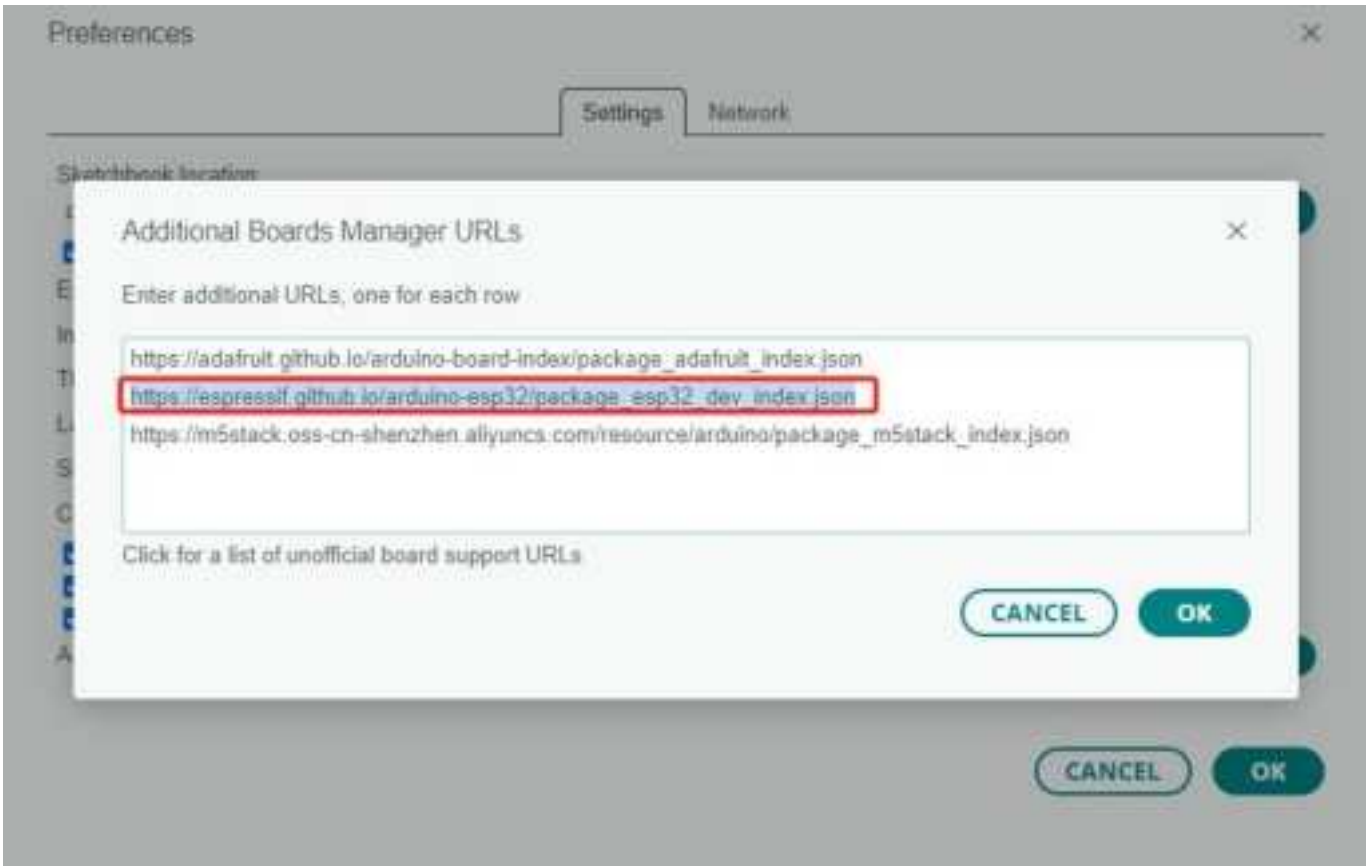 Preferences
Settings Network
Sketchbook location
Additional Boards Manager URLs
Enter additional URLs, one for each row
https://adafruit.github.io/arduino-board-index/package_adafruit_index.json
https://espressif.github.io/arduino-esp32/package_esp32_dev_index.json
https://m5stack.oss-cn-shenzhen.aliyuncs.com/resource/arduino/package_m5stack_index.json
Click for a list of unofficial board support URLs
CANCEL OK
CANCEL OK